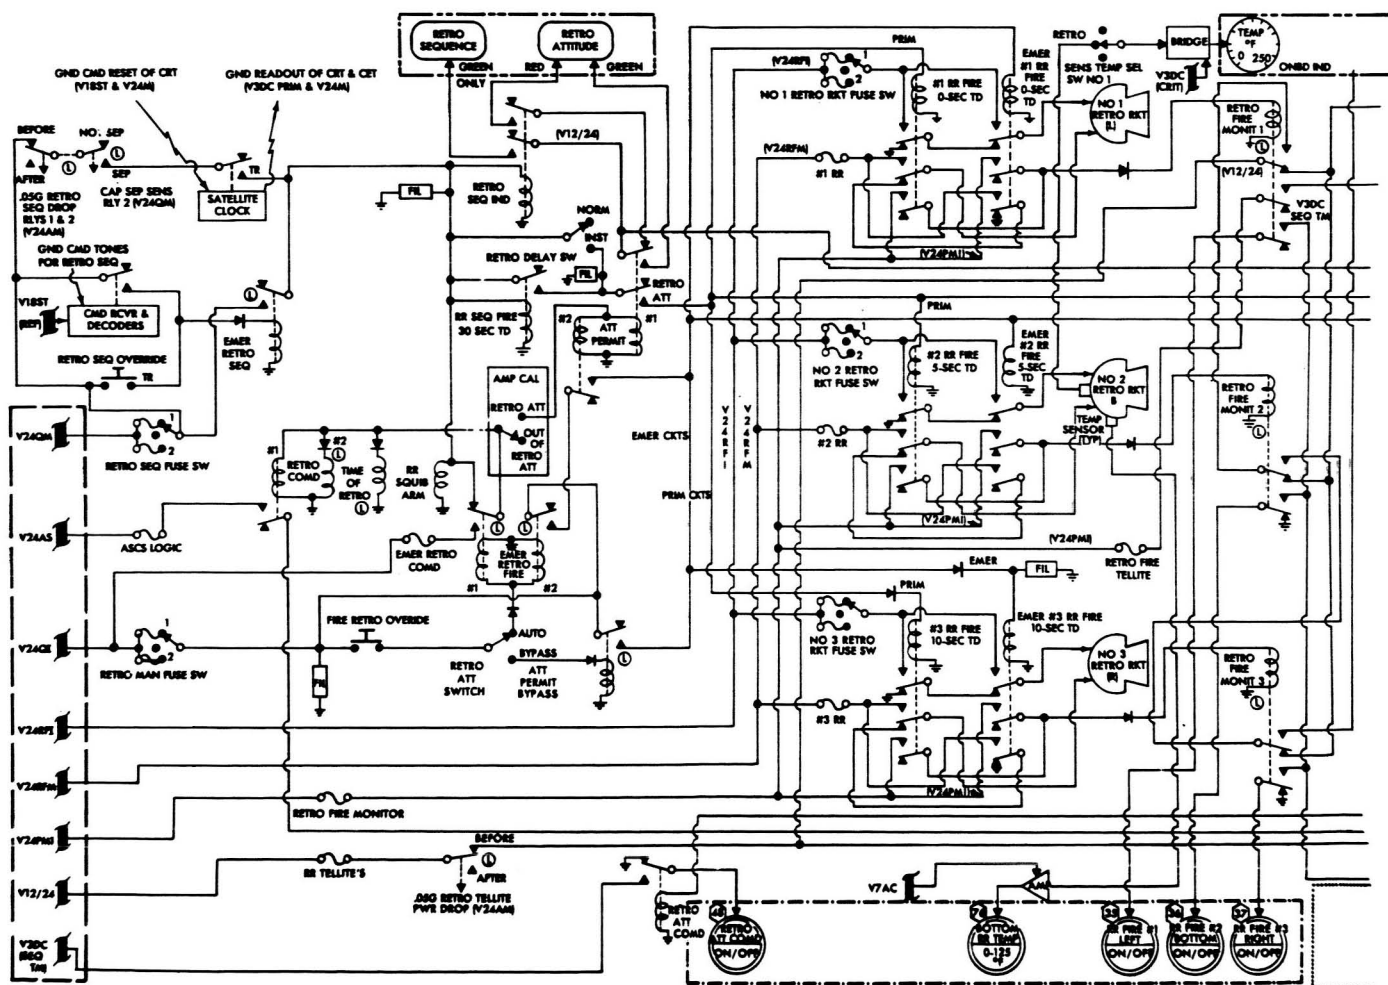 RETRO
SEQUENCE
RETRO
ATTITUDE
GREEN
ONLY
RED
GREEN
GND CMD RESET OF CRT
(V18ST & V24M)
GND READOUT OF CRT & CET
(V3DC PRIM & V24M)
BEFORE
AFTER
NOT SEP
SEP
L
.05G RETRO
SEQ DROP
RLYS 1 & 2
(V24AM)
CAP SEP SENS
RLY 2 (V24QM)
TR
SATELLITE
CLOCK
FIL
RETRO
SEQ IND
(V12/24)
GND CMD TONES
FOR RETRO SEQ
V18ST
(REF)
CMD RCVR &
DECODERS
L
EMER
RETRO
SEQ
RETRO SEQ OVERRIDE
TR
NORM
INST
RETRO DELAY SW
FIL
RR SEQ FIRE
30 SEC TD
RETRO
ATT
#2
ATT
PERMIT
#1
V24QM
1
2
RETRO SEQ FUSE SW
AMP CAL
RETRO ATT
OUT OF
RETRO ATT
#1
RETRO
COMD
#2
L
TIME OF
RETRO
L
RR
SQUIB
ARM
V24AS
ASCS LOGIC
EMER RETRO
COMD
L
L
EMER
RETRO
FIRE
#1
#2
V24QE
1
2
RETRO MAN FUSE SW
FIL
FIRE RETRO OVERIDE
RETRO
ATT
SWITCH
AUTO
BYPASS
ATT
PERMIT
BYPASS
L
V24RFI
V24RFM
V24PMI
RETRO FIRE MONITOR
V12/24
RR TELLITE'S
BEFORE
L
AFTER
.05G RETRO TELLITE
PWR DROP (V24AM)
V3DC
(SEQ
TM)
RETRO
ATT
COMD
EMER CKTS
PRIM CKTS
V24RFI
V24RFM
(V24RFI)
1
2
NO 1 RETRO RKT FUSE SW
PRIM
#1 RR FIRE
0-SEC TD
EMER
#1 RR
FIRE
0-SEC
TD
(V24RFM)
#1 RR
(V24PMI)
RETRO
SENS TEMP SEL
SW NO 1
BRIDGE
V3DC
(CRIT)
TEMP
°F
0
250
ONBD IND
NO 1
RETRO RKT
(L)
RETRO
FIRE
MONIT 1
L
(V12/24)
V3DC
SEQ TM
PRIM
1
2
NO 2 RETRO
RKT FUSE SW
#2 RR FIRE
5-SEC TD
EMER
#2 RR
FIRE
5-SEC
TD
#2 RR
(V24PMI)
NO 2
RETRO RKT
B
TEMP
SENSOR
(TYP)
RETRO
FIRE
MONIT 2
L
(V24PMI)
RETRO FIRE
TELLITE
EMER
FIL
PRIM
1
2
NO 3 RETRO
RKT FUSE SW
#3 RR FIRE
10-SEC TD
EMER #3 RR FIRE
10-SEC TD
#3 RR
(V24PMI)
NO 3
RETRO RKT
(R)
RETRO
FIRE
MONIT 3
L
V7AC
AMP
48
RETRO
ATT COMD
ON/OFF
76
BOTTOM
RR TEMP
0-125
°F
35
RR FIRE #1
LEFT
ON/OFF
36
RR FIRE #2
BOTTOM
ON/OFF
37
RR FIRE #3
RIGHT
ON/OFF